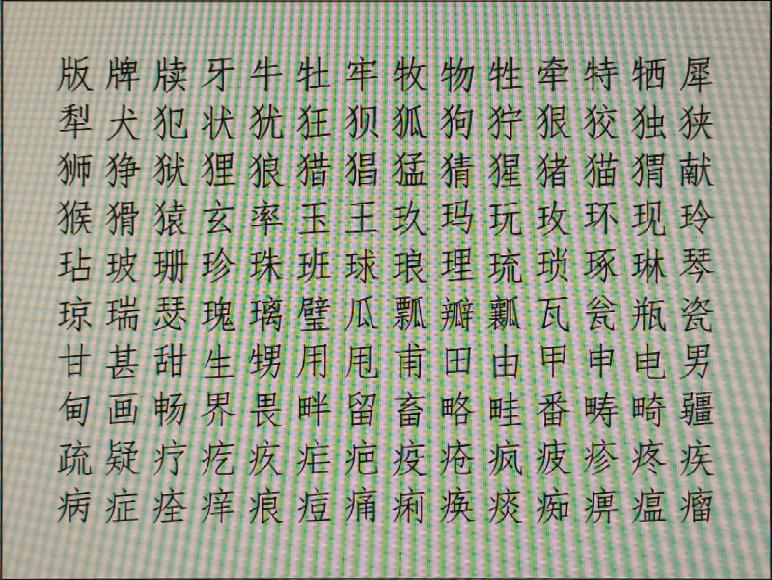 版牌牍牙牛牡牢牧物牲牵特牺犀
犁犬犯状犹狂狈狐狗狞狠狡独狭
狮狰狱狸狼猎猖猛猜猩猪猫猬献
猴猾猿玄率玉王玖玛玩玫环现玲
玷玻珊珍珠班球琅理琉琐琢琳琴
琼瑞瑟瑰璃璧瓜瓢瓣瓤瓦瓮瓶瓷
甘甚甜生甥用甩甫田由甲申电男
甸画畅界畏畔留畜略畦番畴畸疆
疏疑疗疙疚疟疤疫疮疯疲疹疼疾
病症痊痒痕痘痛痢痪痰痴痹瘟瘤